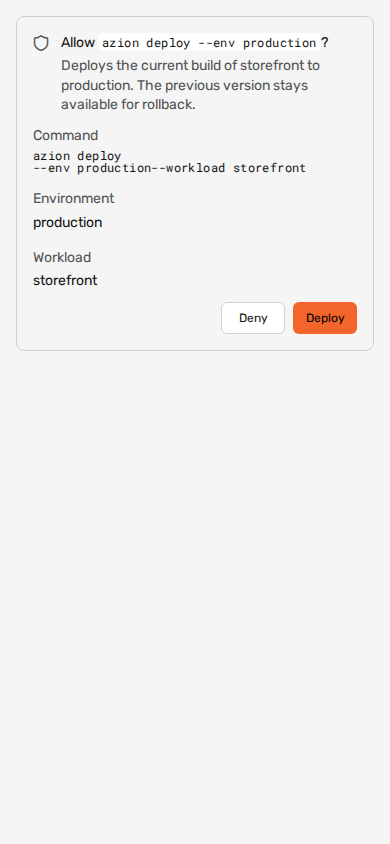 Allow azion deploy --env production ?
Deploys the current build of storefront to
production. The previous version stays
available for rollback.
Command
azion deploy
--env production--workload storefront
Environment
production
Workload
storefront
Deny
Deploy